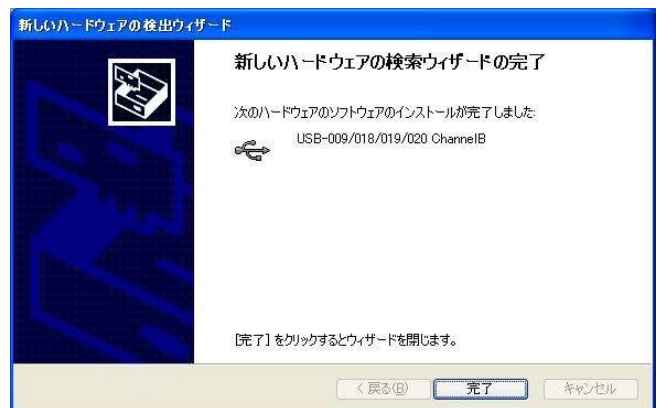 新しいハードウェアの検出ウィザード
新しいハードウェアの検索ウィザードの完了
次のハードウェアのソフトウェアのインストールが完了しました:
USB-009/018/019/020 ChannelB
[完了] をクリックするとウィザードを閉じます。
< 戻る(B)
完了
キャンセル